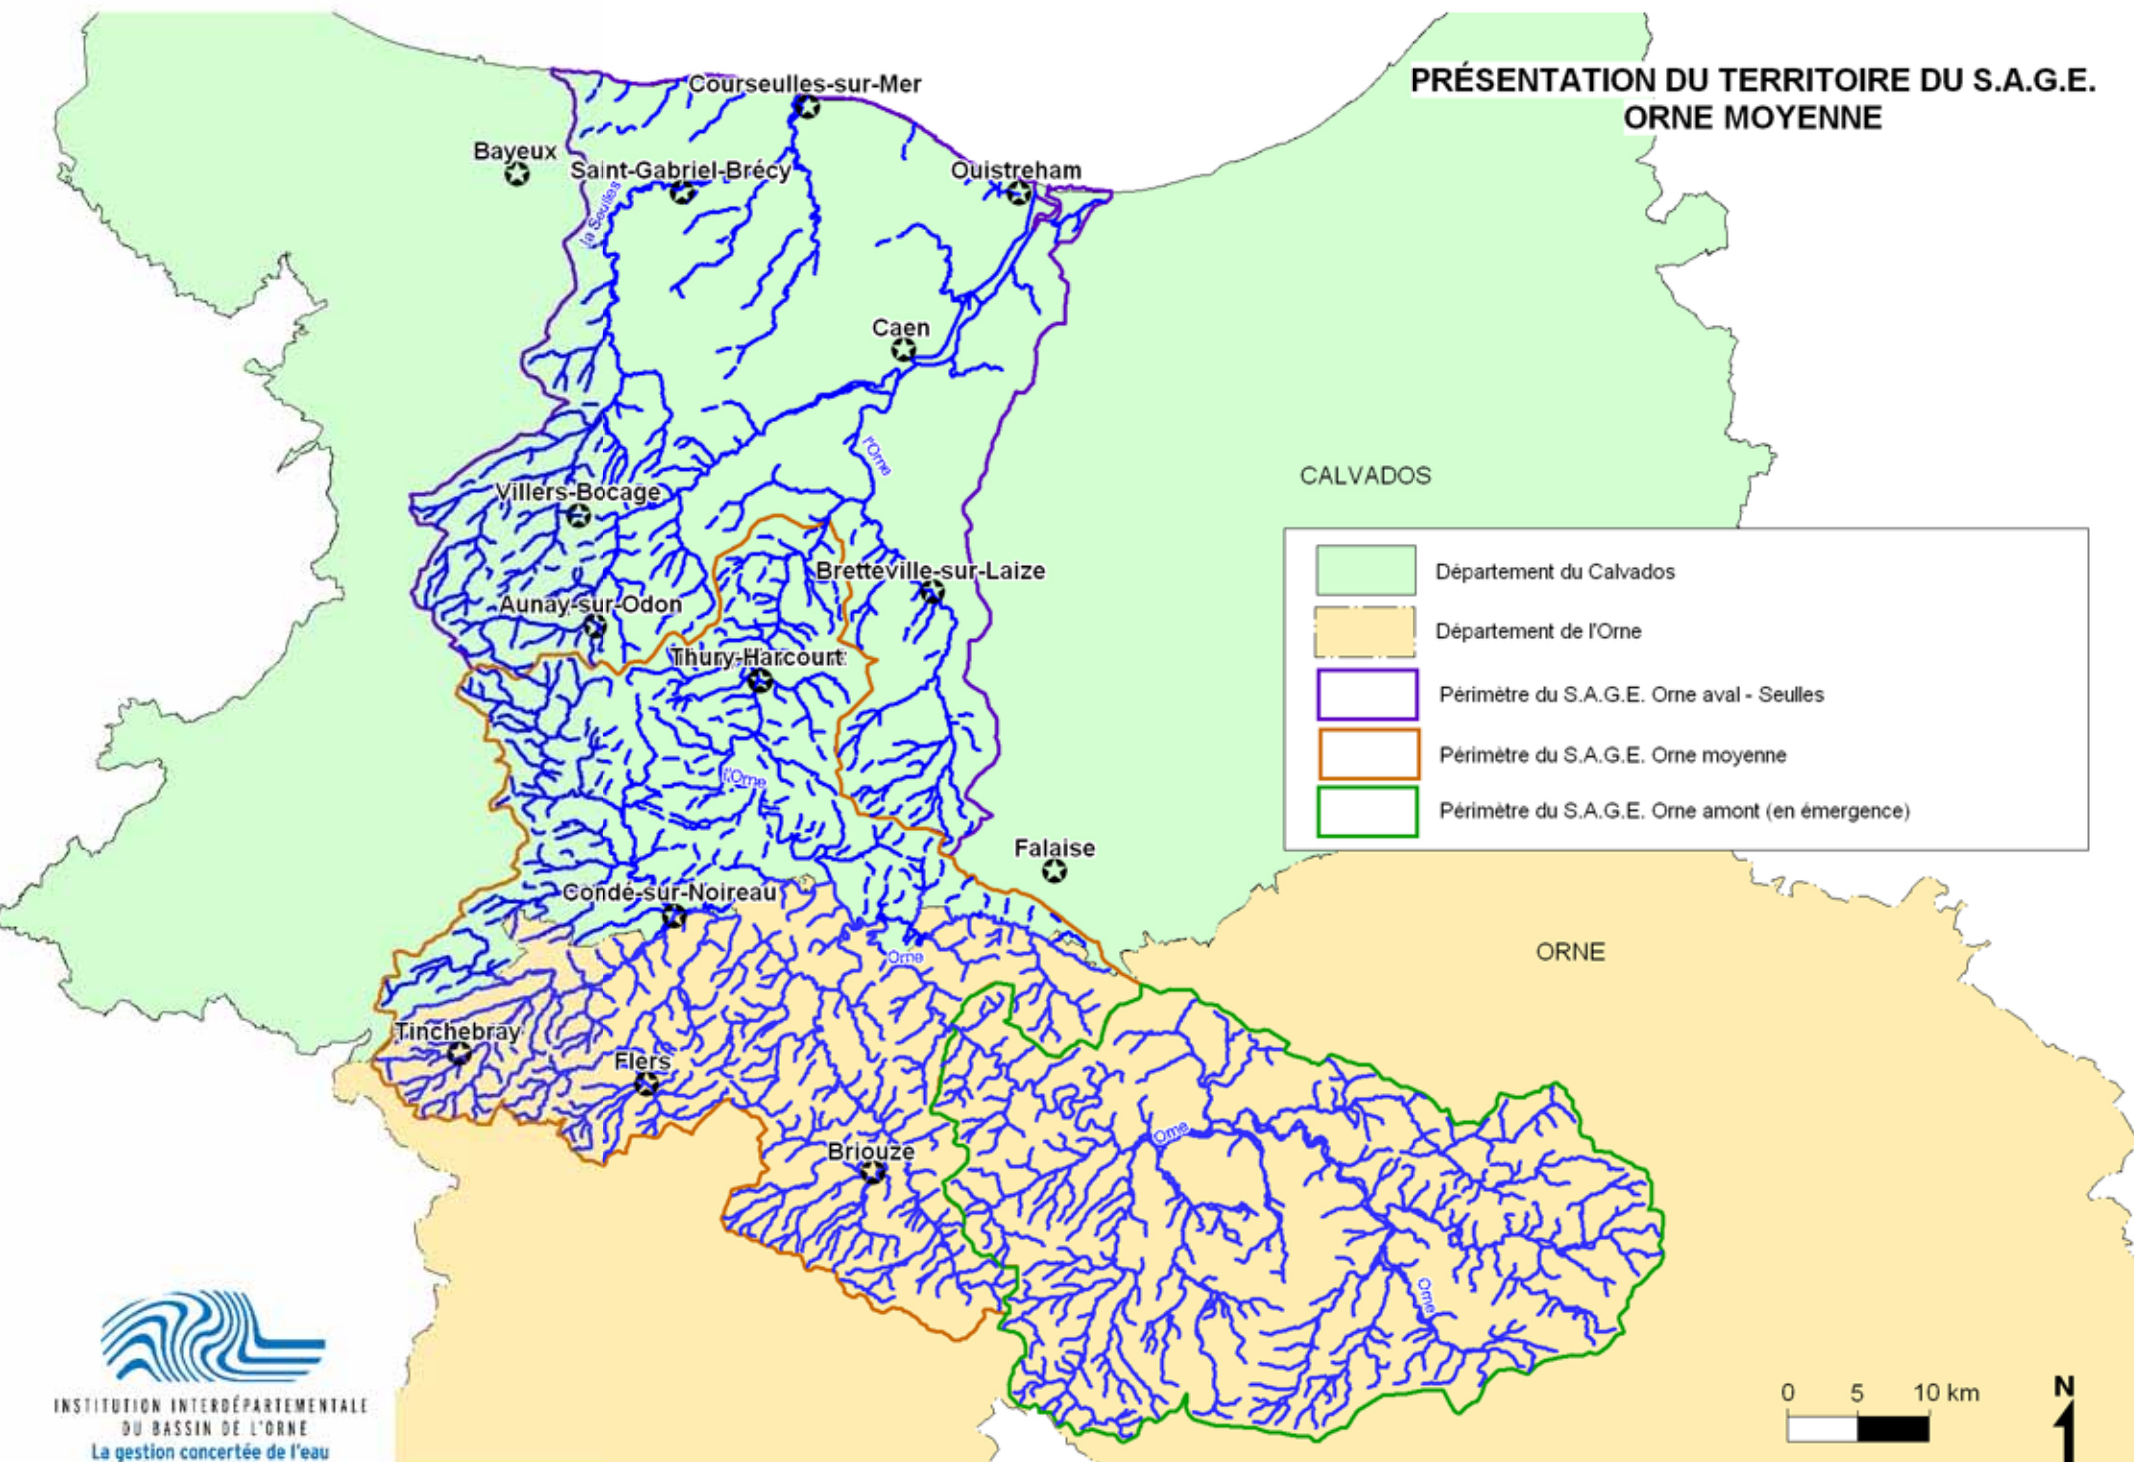 PRÉSENTATION DU TERRITOIRE DU S.A.G.E.
ORNE MOYENNE
Courseulles-sur-Mer
Bayeux
Saint-Gabriel-Brécy
Ouistreham
la Seulles
Caen
l'Orne
CALVADOS
Villers-Bocage
Bretteville-sur-Laize
Aunay-sur-Odon
Thury-Harcourt
l'Orne
Falaise
Condé-sur-Noireau
Orne
ORNE
Tinchebray
Flers
Orne
Briouze
Orne
Département du Calvados
Département de l'Orne
Périmètre du S.A.G.E. Orne aval - Seulles
Périmètre du S.A.G.E. Orne moyenne
Périmètre du S.A.G.E. Orne amont (en émergence)
INSTITUTION INTERDÉPARTEMENTALE
DU BASSIN DE L'ORNE
La gestion concertée de l'eau
0 5 10 km
N